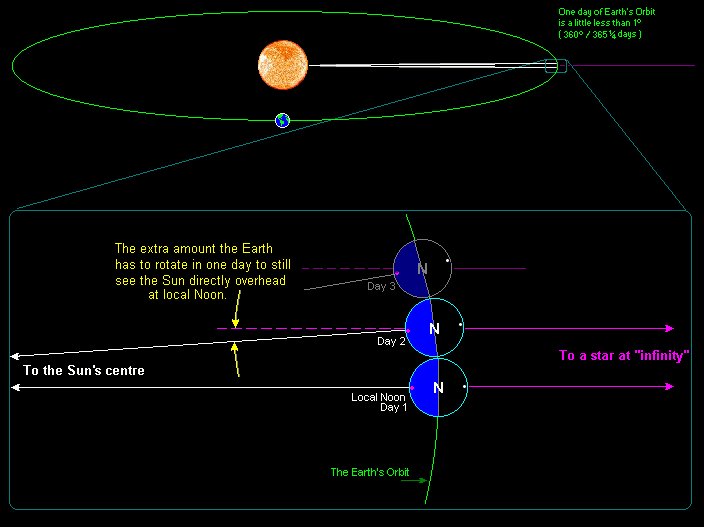 One day of Earth's Orbit
is a little less than 1º
( 360º / 365¼ days )
The extra amount the Earth
has to rotate in one day to still
see the Sun directly overhead
at local Noon.
N
Day 3
N
Day 2
To a star at "infinity"
To the Sun's centre
N
Local Noon
Day 1
The Earth's Orbit